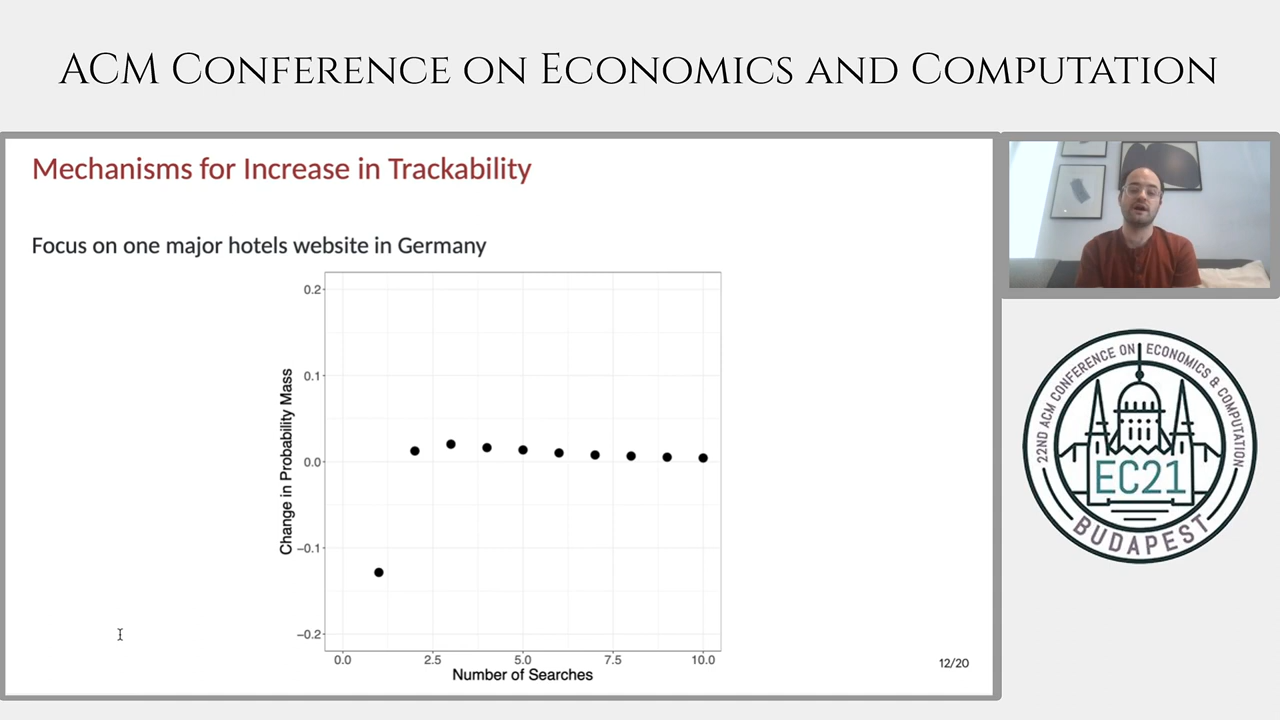 ACM Conference on Economics and Computation
Mechanisms for Increase in Trackability
Focus on one major hotels website in Germany
Change in Probability Mass
0.2
0.1
0.0
−0.1
−0.2
0.0 2.5 5.0 7.5 10.0
Number of Searches
12/20
22ND ACM CONFERENCE ON ECONOMICS & COMPUTATION
EC21
BUDAPEST